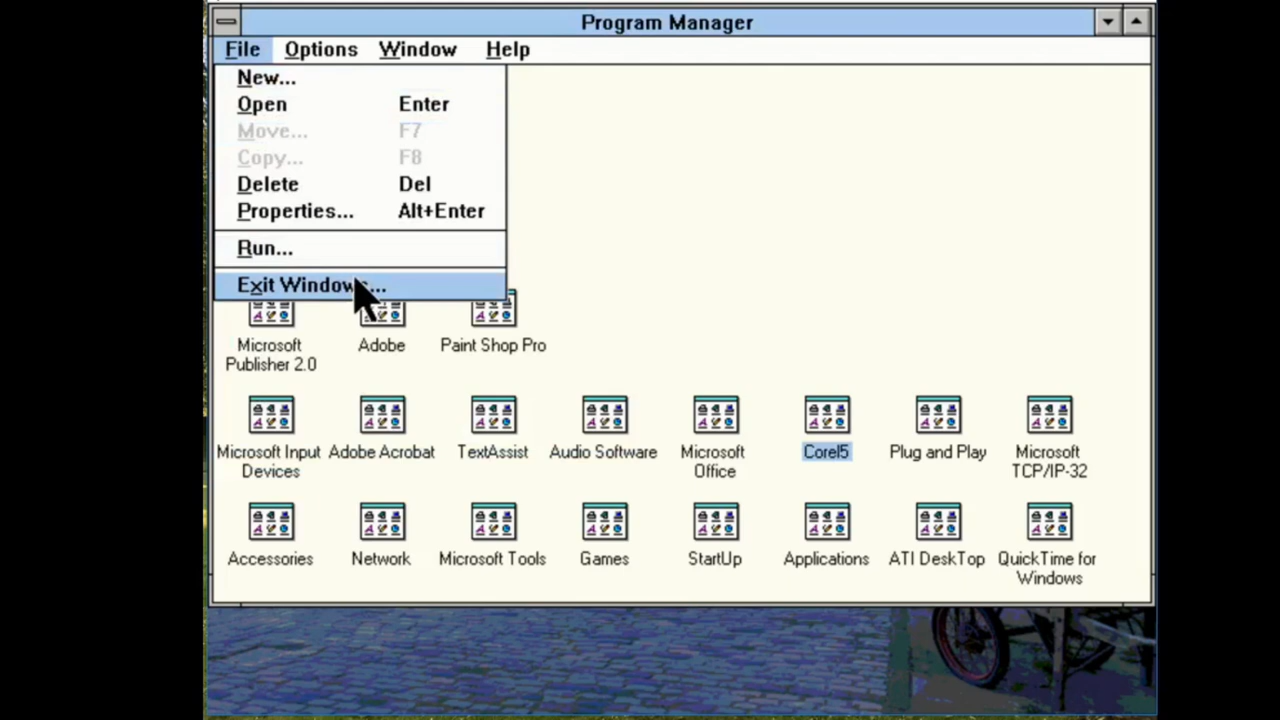 Program Manager
File Options Window Help
New...
Open Enter
Move... F7
Copy... F8
Delete Del
Properties... Alt+Enter
Run...
Exit Windows...
Microsoft Publisher 2.0
Adobe
Paint Shop Pro
Microsoft Input Devices
Adobe Acrobat
TextAssist
Audio Software
Microsoft Office
Corel5
Plug and Play
Microsoft TCP/IP-32
Accessories
Network
Microsoft Tools
Games
StartUp
Applications
ATI DeskTop
QuickTime for Windows